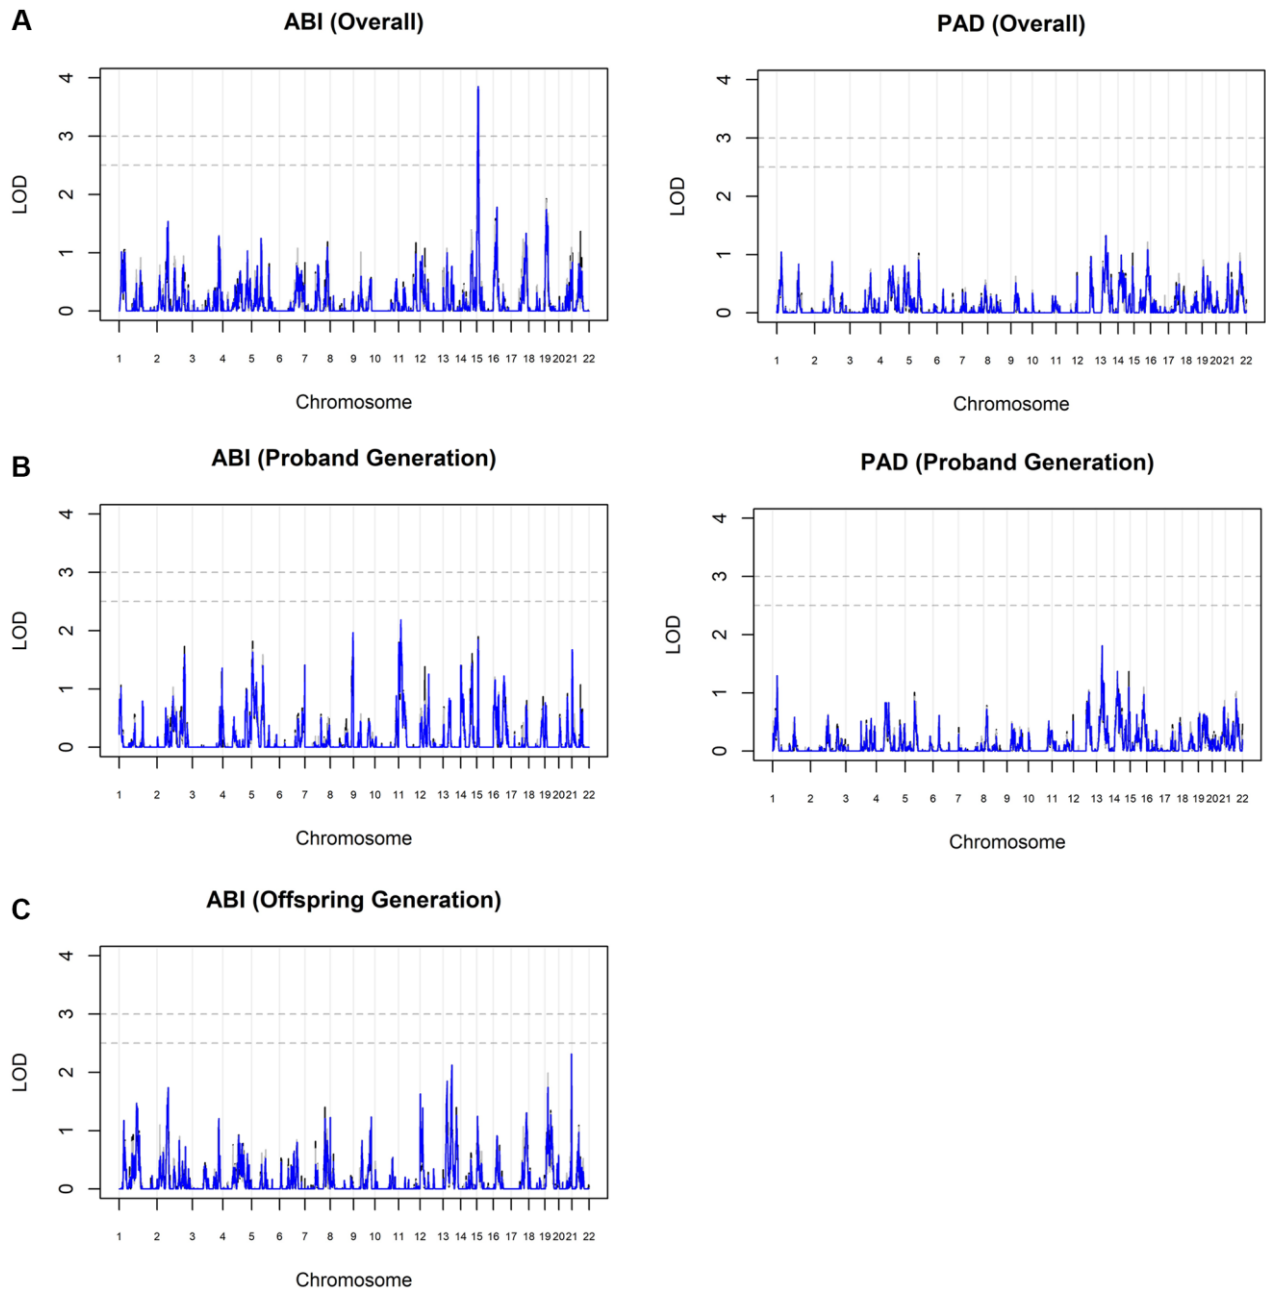 A
ABI (Overall)
PAD (Overall)
LOD
4
3
2
1
0
1 2 3 4 5 6 7 8 9 10 11 12 13 14 15 16 17 18 19 20 21 22
Chromosome
LOD
4
3
2
1
0
1 2 3 4 5 6 7 8 9 10 11 12 13 14 15 16 17 18 19 20 21 22
Chromosome
B
ABI (Proband Generation)
PAD (Proband Generation)
LOD
4
3
2
1
0
1 2 3 4 5 6 7 8 9 10 11 12 13 14 15 16 17 18 19 20 21 22
Chromosome
LOD
4
3
2
1
0
1 2 3 4 5 6 7 8 9 10 11 12 13 14 15 16 17 18 19 20 21 22
Chromosome
C
ABI (Offspring Generation)
LOD
4
3
2
1
0
1 2 3 4 5 6 7 8 9 10 11 12 13 14 15 16 17 18 19 20 21 22
Chromosome